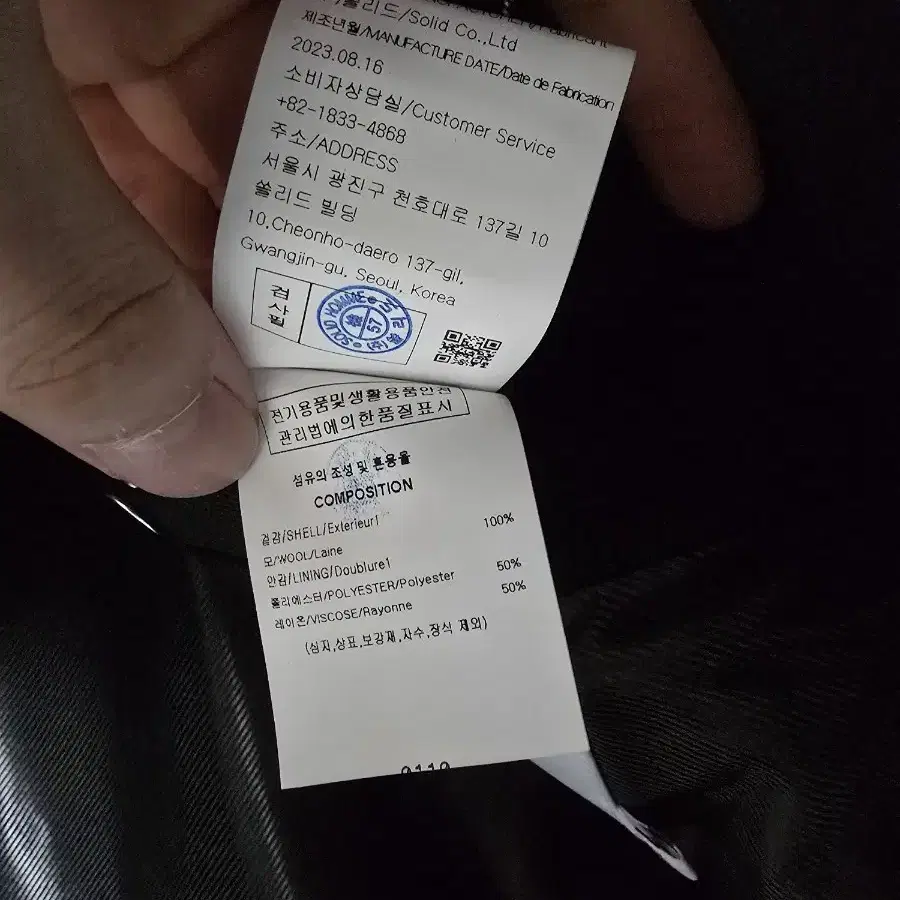 쏠리드/Solid Co.,Ltd
제조년월/MANUFACTURE DATE/Date de Fabrication
2023.08.16
소비자상담실/Customer Service
+82-1833-4868
주소/ADDRESS
서울시 광진구 천호대로 137길 10
쏠리드 빌딩
10,Cheonho-daero 137-gil,
Gwangjin-gu, Seoul, Korea
검사필
SOLID HOMME
57
전기용품및생활용품안전
관리법에의한품질표시
섬유의 조성 및 혼용율
COMPOSITION
겉감/SHELL/Exterieur1 100%
모/WOOL/Laine
안감/LINING/Doublure1
폴리에스터/POLYESTER/Polyester 50%
레이온/VISCOSE/Rayonne 50%
(심지,상표,보강재,자수,장식 제외)